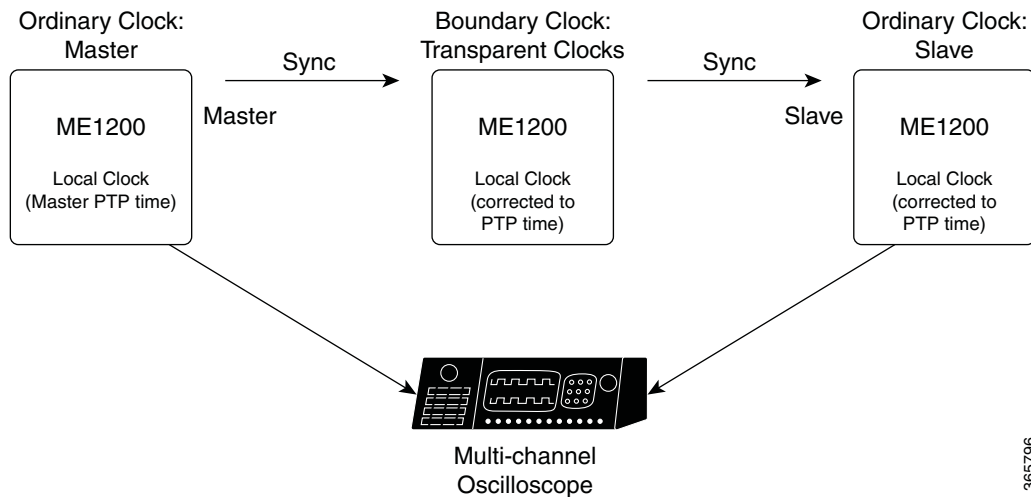 Ordinary Clock:
Master
Boundary Clock:
Transparent Clocks
Ordinary Clock:
Slave
Sync
Sync
Master
Slave
ME1200
Local Clock
(Master PTP time)
ME1200
Local Clock
(corrected to
PTP time)
ME1200
Local Clock
(corrected to
PTP time)
Multi-channel
Oscilloscope
365796